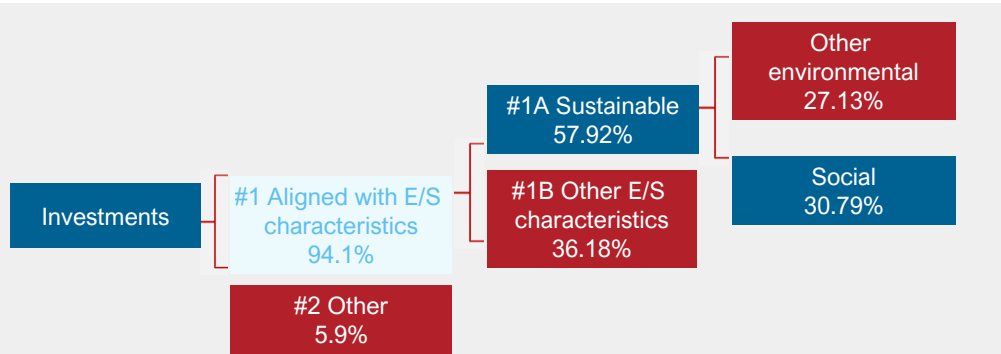 Investments
#1 Aligned with E/S
characteristics
94.1%
#2 Other
5.9%
#1A Sustainable
57.92%
#1B Other E/S
characteristics
36.18%
Other
environmental
27.13%
Social
30.79%